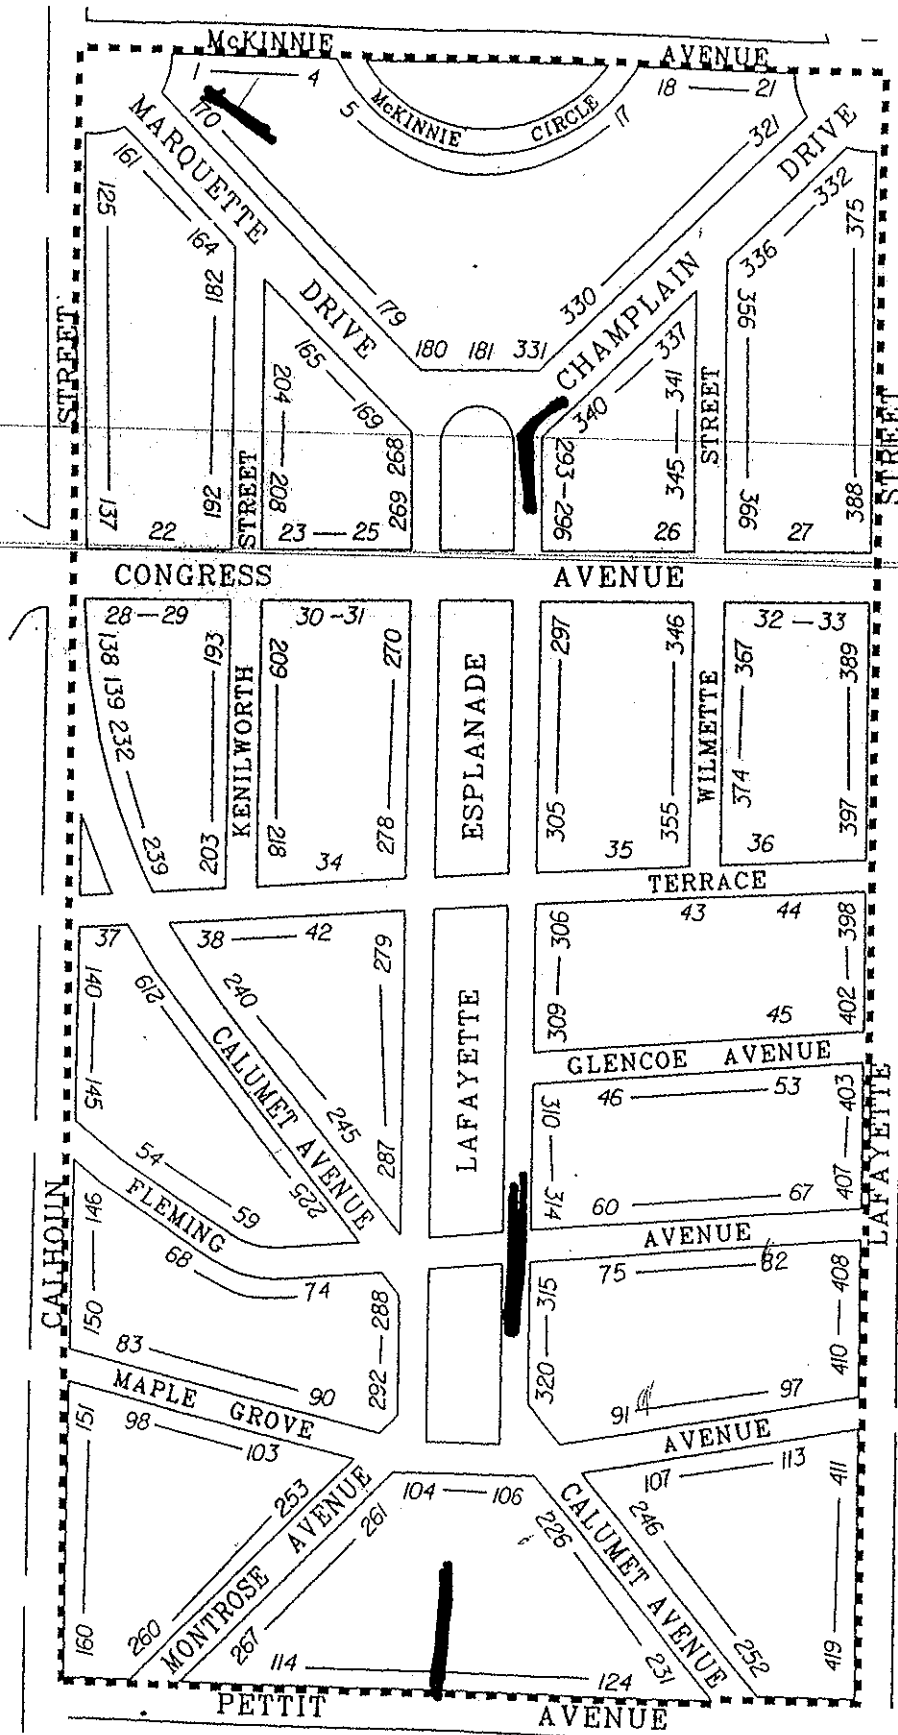 McKINNIE AVENUE
1 — 4
18 — 21
McKINNIE CIRCLE
5
17
170
321
MARQUETTE
DRIVE
161
125
332
375
164
281
336
356
179
330
CHAMPLAIN
DRIVE
180 181 331
STREET
165
204
337
341
STREET
169
340
268
293—296
345
STREET
STREET
137
261
208
269
366
388
22
23 — 25
26
27
CONGRESS AVENUE
28—29
30-31
32 — 33
138 139 232
193
209
270
297
346
367
389
KENILWORTH
ESPLANADE
WILMETTE
239
203
218
278
305
355
374
397
34
35
36
TERRACE
37
38 — 42
43
44
279
306
398
140
219
240
CALUMET AVENUE
LAFAYETTE
309
45
402
GLENCOE AVENUE
145
245
287
310
46 — 53
403
54
225
314
60 — 67
407
LAFAYETTE
CALHOUN
146
FLEMING
59
AVENUE
68
74
75 — 82
408
150
288
315
83
90
292
320
410
97
91
MAPLE GROVE
AVENUE
151
98
103
107 — 113
411
253
104 — 106
246
261
226
MONTROSE AVENUE
CALUMET AVENUE
160
260
267
231
252
419
114 — 124
PETTIT AVENUE